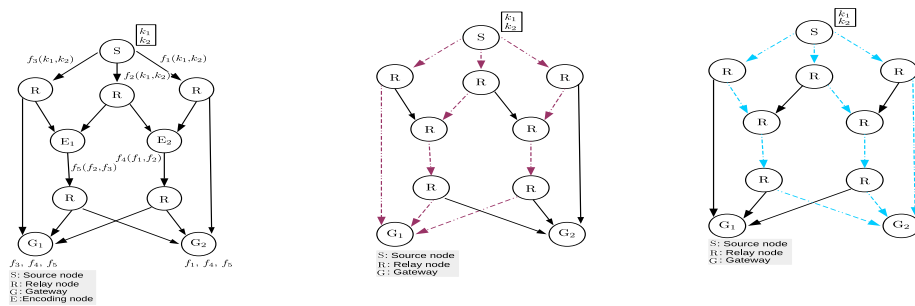 k₁
k₂
S
f₃(k₁,k₂)
f₁(k₁,k₂)
f₂(k₁,k₂)
R
R
R
E₁
E₂
f₄(f₁,f₂)
f₅(f₂,f₃)
R
R
G₁
G₂
f₃, f₄, f₅
f₁, f₄, f₅
S: Source node
R: Relay node
G: Gateway
E:Encoding node
k₁
k₂
S
R
R
R
R
R
R
R
G₁
G₂
S: Source node
R: Relay node
G: Gateway
k₁
k₂
S
R
R
R
R
R
R
R
G₁
G₂
S: Source node
R: Relay node
G: Gateway